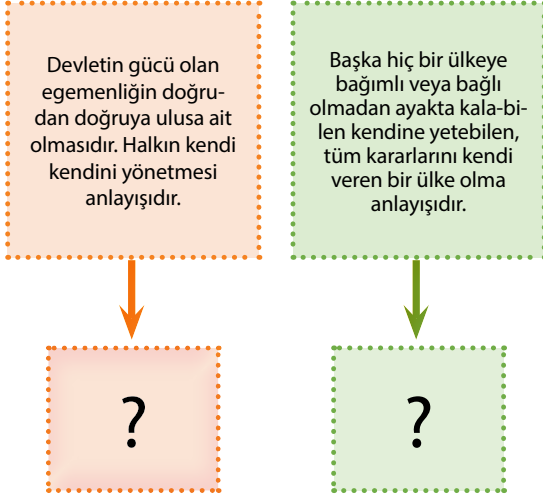 Devletin gücü olan
egemenliğin doğru-
dan doğruya ulusa ait
olmasıdır. Halkın kendi
kendini yönetmesi
anlayışıdır.
Başka hiç bir ülkeye
bağımlı veya bağlı
olmadan ayakta kala-bi-
len kendine yetebilen,
tüm kararlarını kendi
veren bir ülke olma
anlayışıdır.
?
?